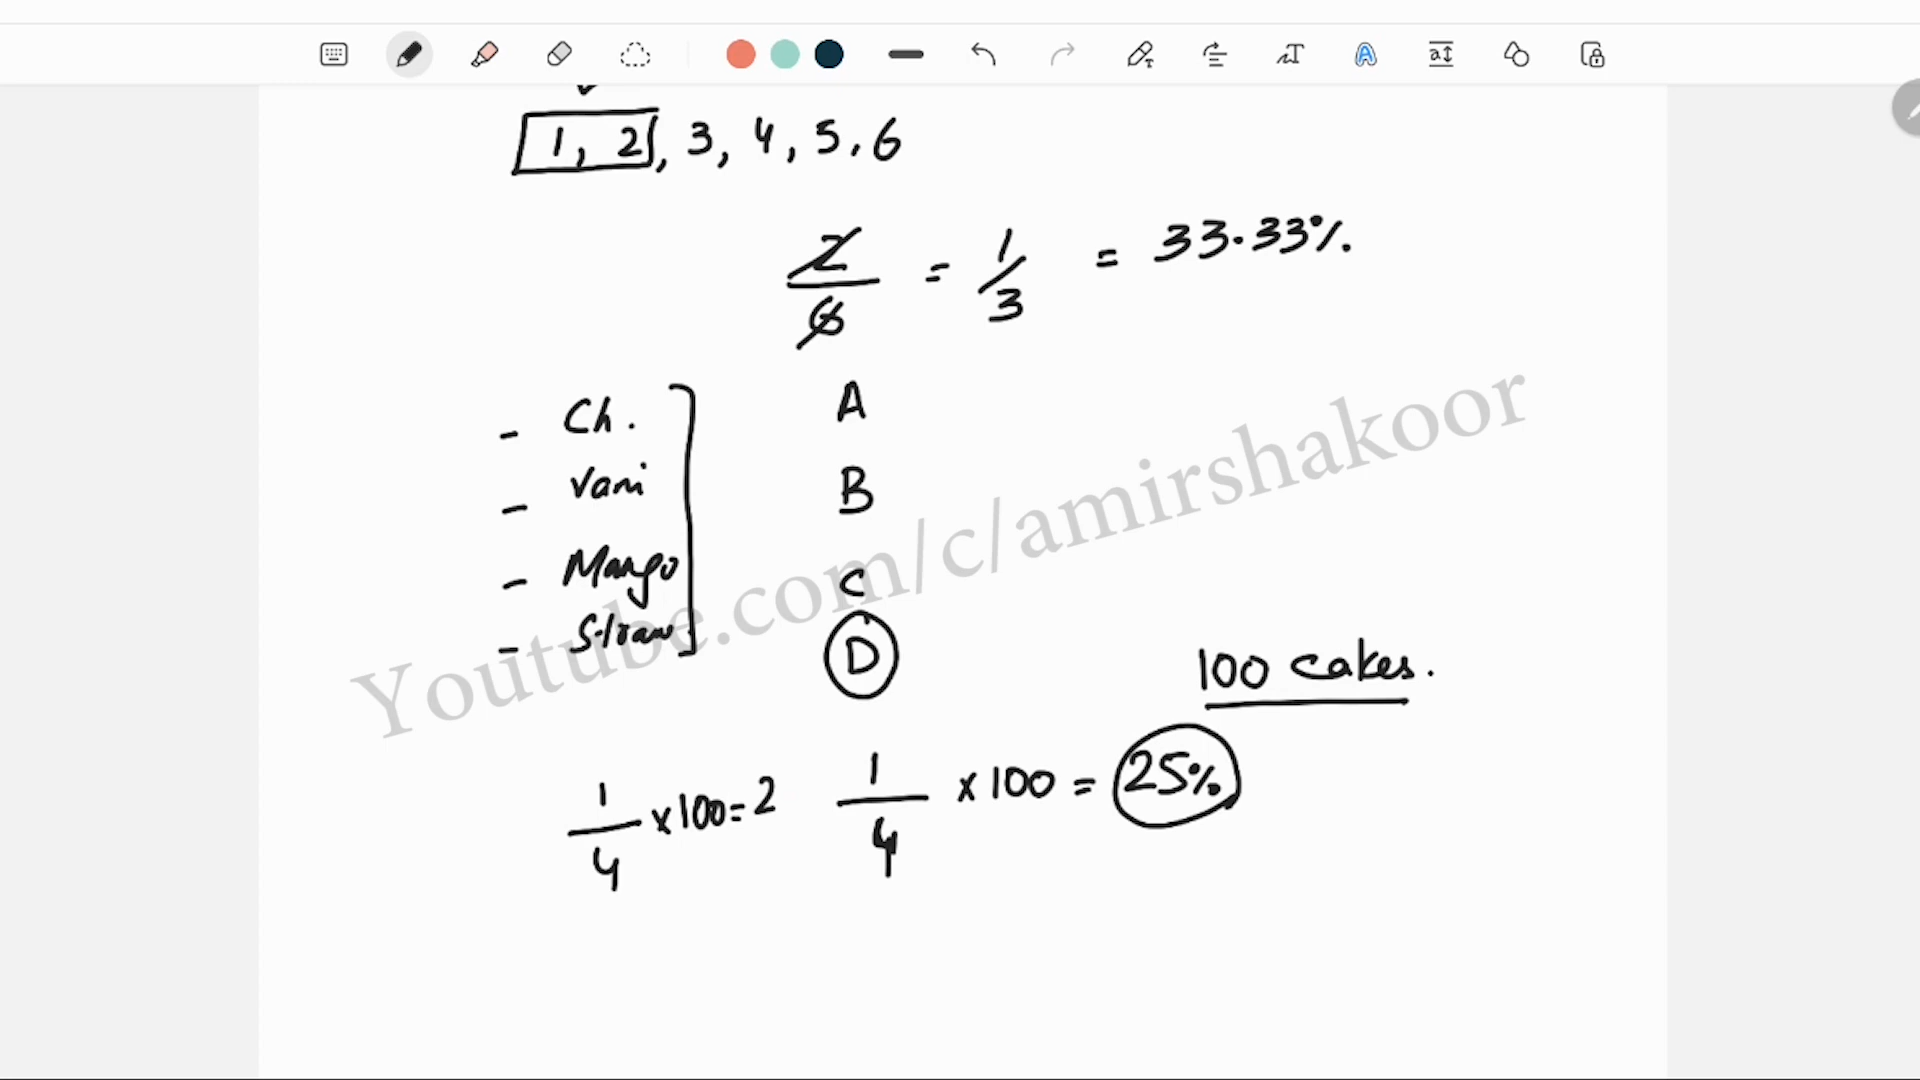 1, 2, 3, 4, 5, 6
2/6 = 1/3 = 33.33%.
- Ch. A
- Vani B
- Mango C
- Straw D
100 cakes.
1/4 x100=2 1/4 x 100 = 25%
Youtube.com/c/amirshakoor